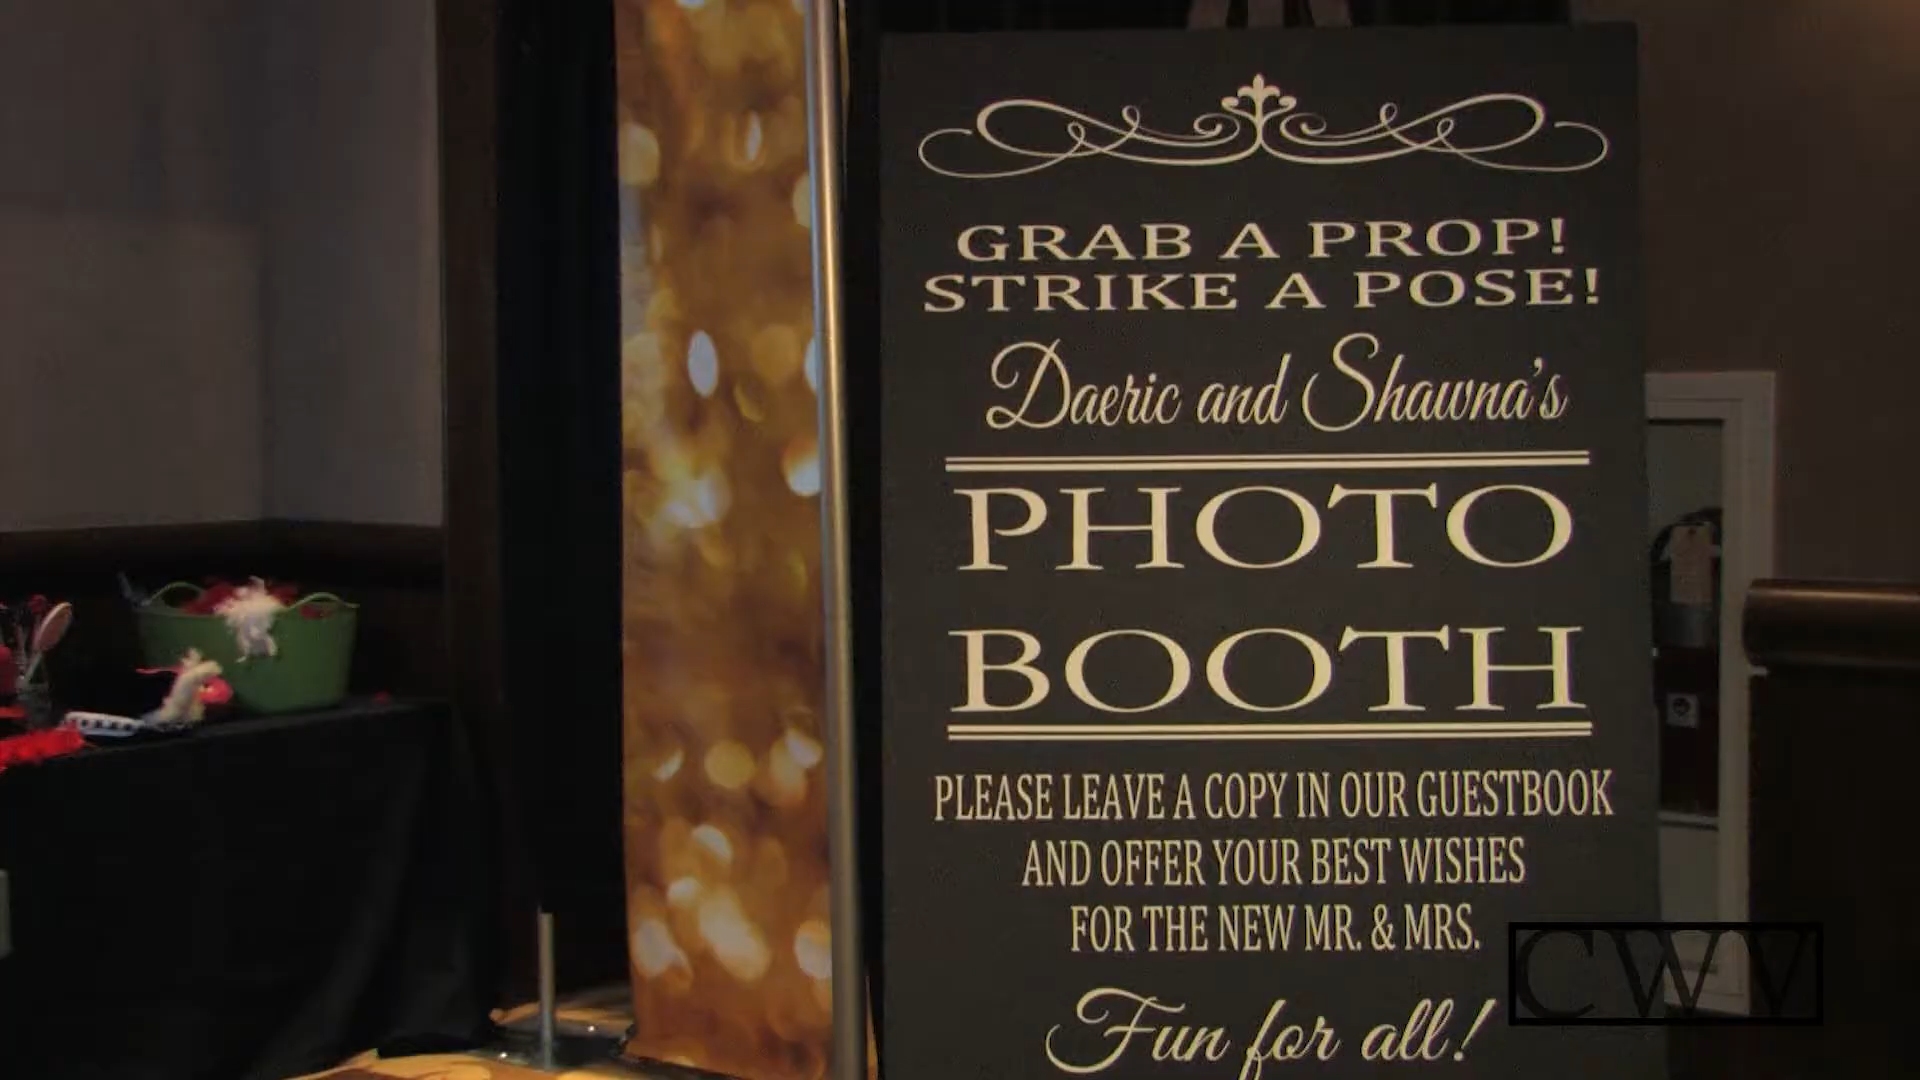 GRAB A PROP!
STRIKE A POSE!
Daeric and Shawna's
PHOTO
BOOTH
PLEASE LEAVE A COPY IN OUR GUESTBOOK
AND OFFER YOUR BEST WISHES
FOR THE NEW MR. & MRS.
Fun for all!
CWV